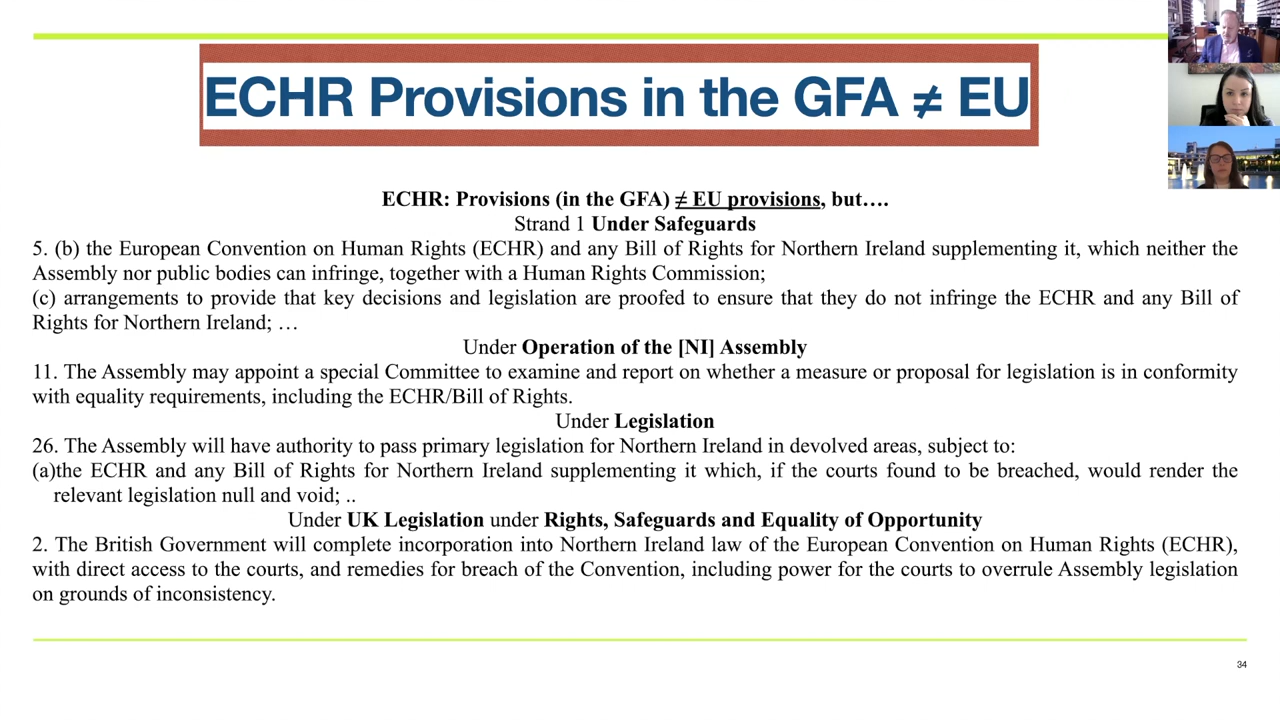 ECHR Provisions in the GFA ≠ EU
ECHR: Provisions (in the GFA) ≠ EU provisions, but….
Strand 1 Under Safeguards
5. (b) the European Convention on Human Rights (ECHR) and any Bill of Rights for Northern Ireland supplementing it, which neither the
Assembly nor public bodies can infringe, together with a Human Rights Commission;
(c) arrangements to provide that key decisions and legislation are proofed to ensure that they do not infringe the ECHR and any Bill of
Rights for Northern Ireland; …
Under Operation of the [NI] Assembly
11. The Assembly may appoint a special Committee to examine and report on whether a measure or proposal for legislation is in conformity
with equality requirements, including the ECHR/Bill of Rights.
Under Legislation
26. The Assembly will have authority to pass primary legislation for Northern Ireland in devolved areas, subject to:
(a)the ECHR and any Bill of Rights for Northern Ireland supplementing it which, if the courts found to be breached, would render the
relevant legislation null and void; ..
Under UK Legislation under Rights, Safeguards and Equality of Opportunity
2. The British Government will complete incorporation into Northern Ireland law of the European Convention on Human Rights (ECHR),
with direct access to the courts, and remedies for breach of the Convention, including power for the courts to overrule Assembly legislation
on grounds of inconsistency.
34